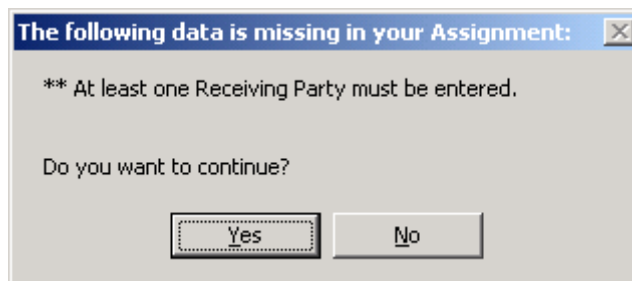 The following data is missing in your Assignment:
** At least one Receiving Party must be entered.
Do you want to continue?
Yes No